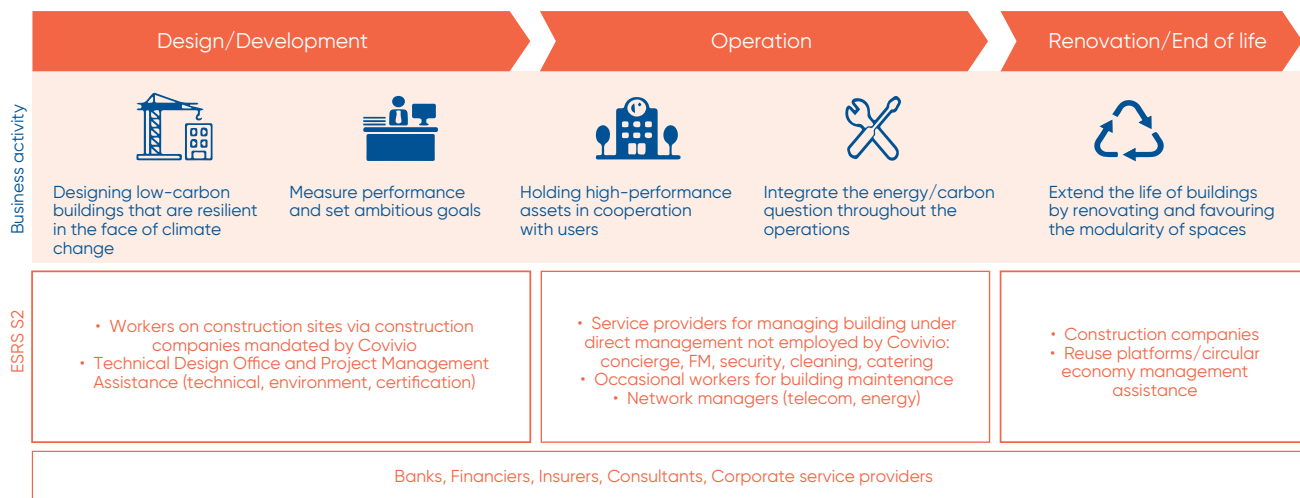 Design/Development
Operation
Renovation/End of life
Business activity
Designing low-carbon
buildings that are resilient
in the face of climate
change
Measure performance
and set ambitious goals
Holding high-performance
assets in cooperation
with users
Integrate the energy/carbon
question throughout the
operations
Extend the life of buildings
by renovating and favouring
the modularity of spaces
ESRS S2
• Workers on construction sites via construction
companies mandated by Covivio
• Technical Design Office and Project Management
Assistance (technical, environment, certification)
• Service providers for managing building under
direct management not employed by Covivio:
concierge, FM, security, cleaning, catering
• Occasional workers for building maintenance
• Network managers (telecom, energy)
• Construction companies
• Reuse platforms/circular
economy management
assistance
Banks, Financiers, Insurers, Consultants, Corporate service providers